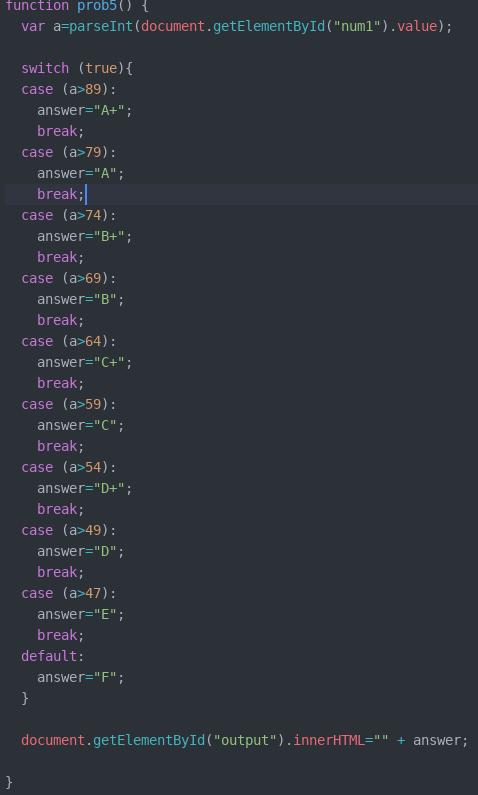 function prob5() {
  var a=parseInt(document.getElementById("num1").value);

  switch (true){
  case (a>89):
    answer="A+";
    break;
  case (a>79):
    answer="A";
    break;
  case (a>74):
    answer="B+";
    break;
  case (a>69):
    answer="B";
    break;
  case (a>64):
    answer="C+";
    break;
  case (a>59):
    answer="C";
    break;
  case (a>54):
    answer="D+";
    break;
  case (a>49):
    answer="D";
    break;
  case (a>47):
    answer="E";
    break;
  default:
    answer="F";
  }

  document.getElementById("output").innerHTML="" + answer;

}